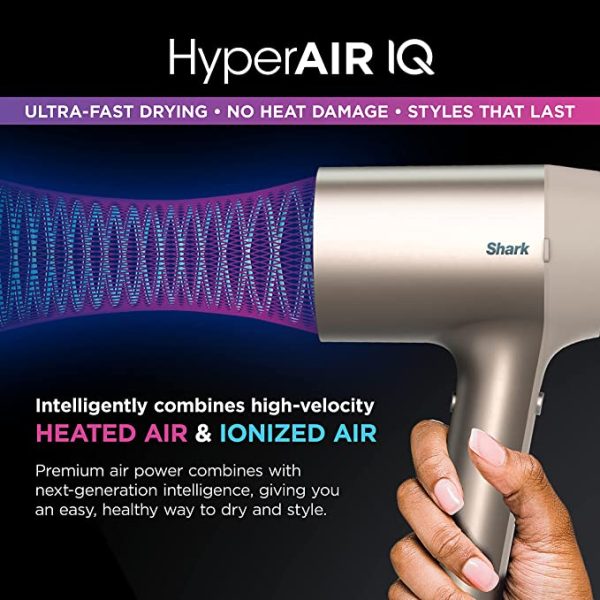 HyperAIR IQ
ULTRA-FAST DRYING • NO HEAT DAMAGE • STYLES THAT LAST
Shark
Intelligently combines high-velocity
HEATED AIR & IONIZED AIR
Premium air power combines with
next-generation intelligence, giving you
an easy, healthy way to dry and style.